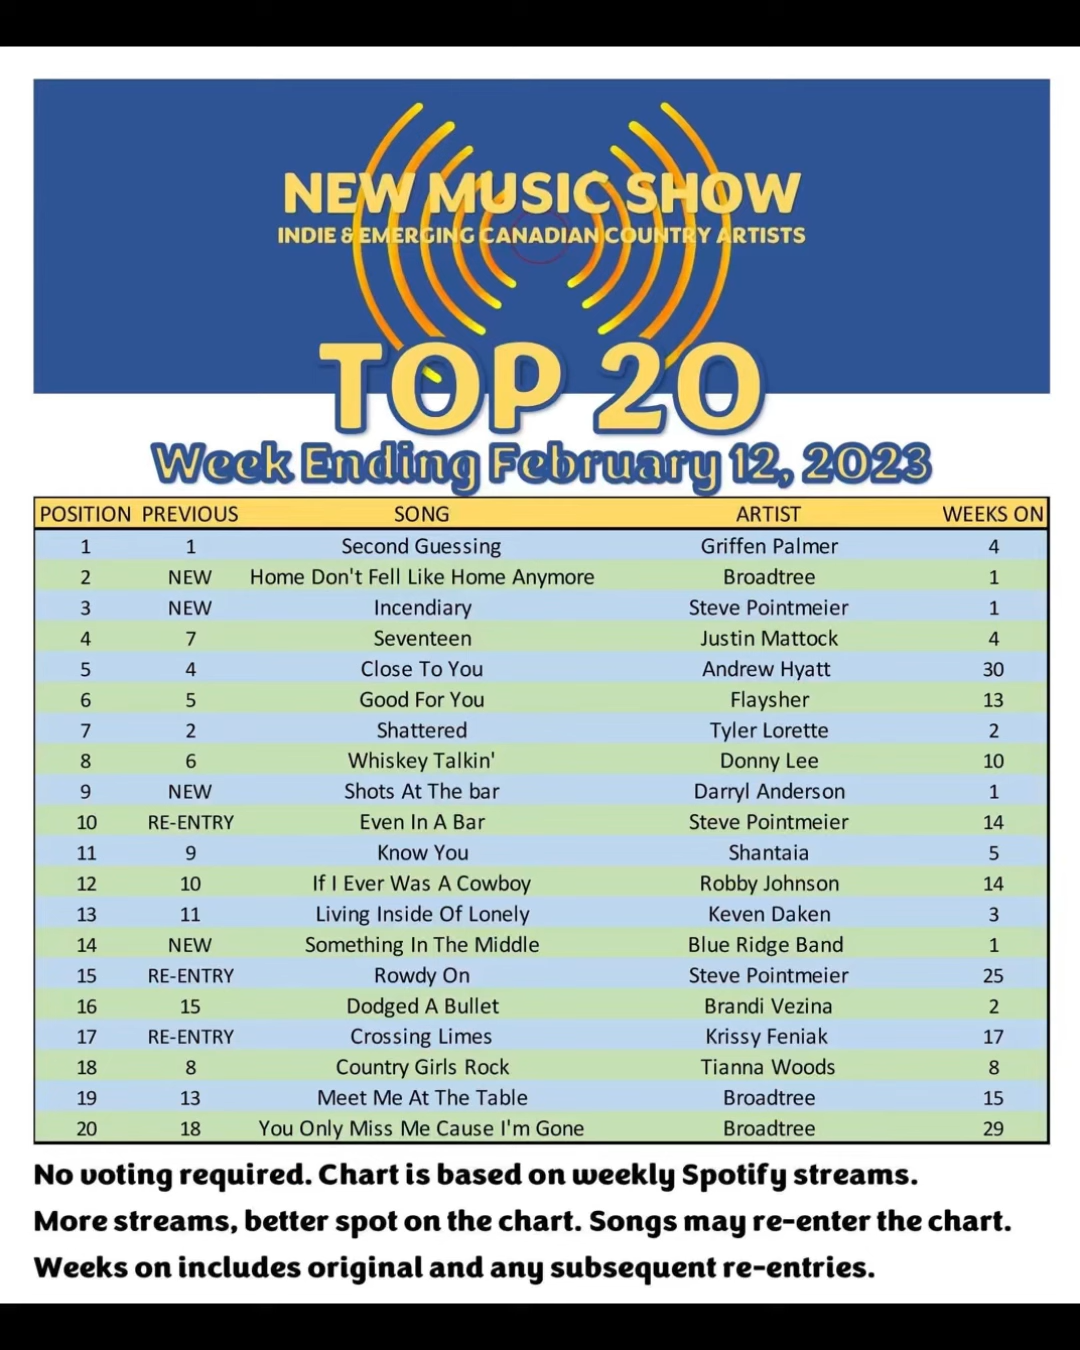 NEW MUSIC SHOW
INDIE & EMERGING CANADIAN COUNTRY ARTISTS
TOP 20
Week Ending February 12, 2023
POSITION PREVIOUS SONG ARTIST WEEKS ON
1 1 Second Guessing Griffen Palmer 4
2 NEW Home Don't Fell Like Home Anymore Broadtree 1
3 NEW Incendiary Steve Pointmeier 1
4 7 Seventeen Justin Mattock 4
5 4 Close To You Andrew Hyatt 30
6 5 Good For You Flaysher 13
7 2 Shattered Tyler Lorette 2
8 6 Whiskey Talkin' Donny Lee 10
9 NEW Shots At The bar Darryl Anderson 1
10 RE-ENTRY Even In A Bar Steve Pointmeier 14
11 9 Know You Shantaia 5
12 10 If I Ever Was A Cowboy Robby Johnson 14
13 11 Living Inside Of Lonely Keven Daken 3
14 NEW Something In The Middle Blue Ridge Band 1
15 RE-ENTRY Rowdy On Steve Pointmeier 25
16 15 Dodged A Bullet Brandi Vezina 2
17 RE-ENTRY Crossing Limes Krissy Feniak 17
18 8 Country Girls Rock Tianna Woods 8
19 13 Meet Me At The Table Broadtree 15
20 18 You Only Miss Me Cause I'm Gone Broadtree 29
No voting required. Chart is based on weekly Spotify streams.
More streams, better spot on the chart. Songs may re-enter the chart.
Weeks on includes original and any subsequent re-entries.